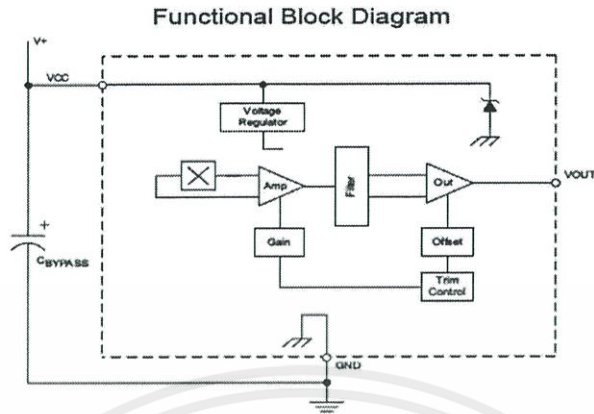 Functional Block Diagram
V+
VCC
Voltage
Regulator
Amp
Filter
Out
VOUT
Gain
Offset
Trim
Control
+
CBYPASS
GND